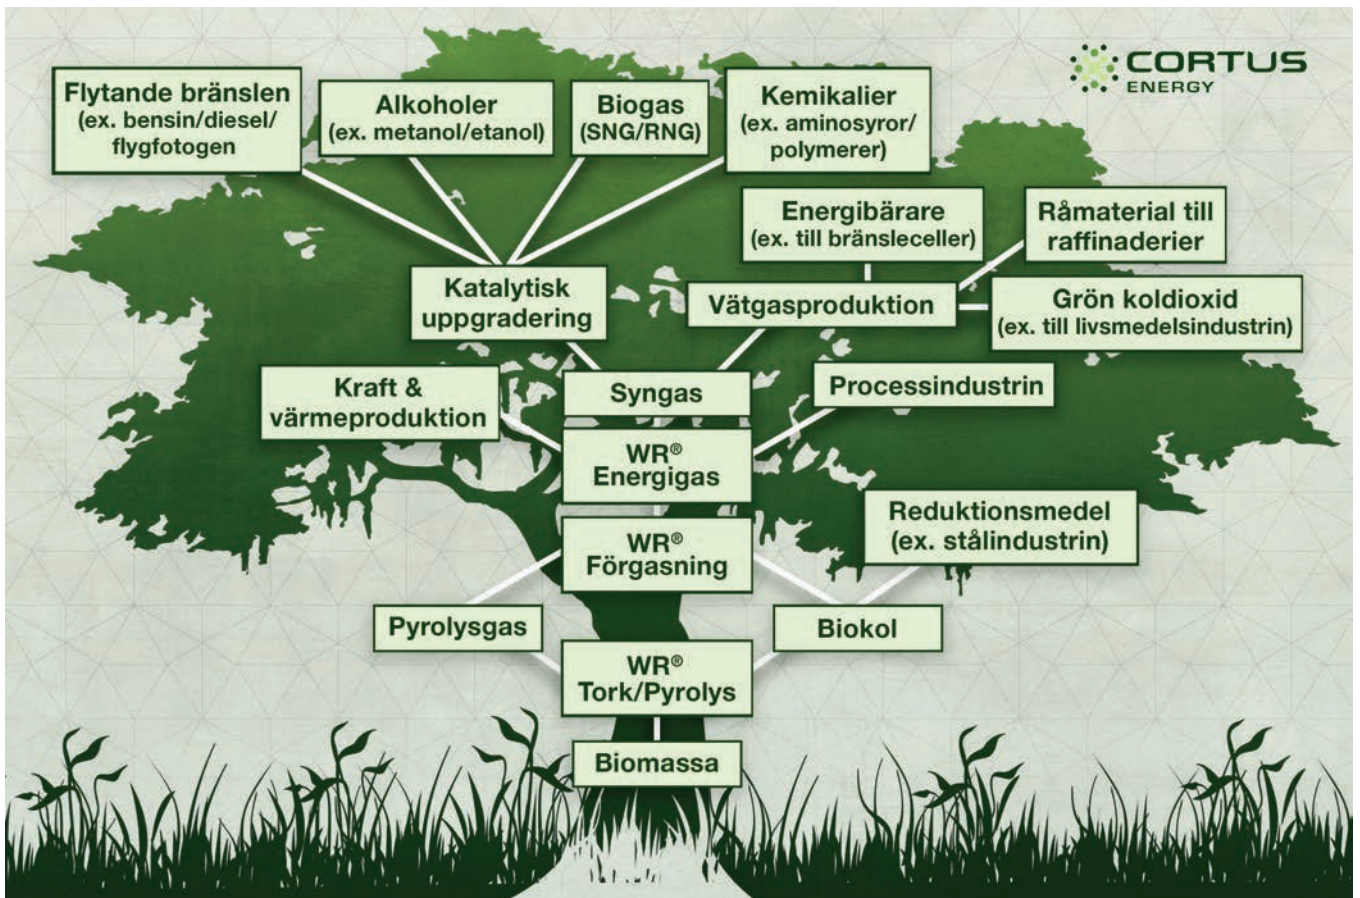 CORTUS
ENERGY
Flytande bränslen
(ex. bensin/diesel/
flygfotogen
Alkoholer
(ex. metanol/etanol)
Biogas
(SNG/RNG)
Kemikalier
(ex. aminosyror/
polymerer)
Energibärare
(ex. till bränsleceller)
Råmaterial till
raffinaderier
Katalytisk
uppgradering
Vätgasproduktion
Grön koldioxid
(ex. till livsmedelsindustrin)
Kraft &
värmeproduktion
Syngas
Processindustrin
WR®
Energigas
Reduktionsmedel
(ex. stålindustrin)
WR®
Förgasning
Pyrolysgas
Biokol
WR®
Tork/Pyrolys
Biomassa